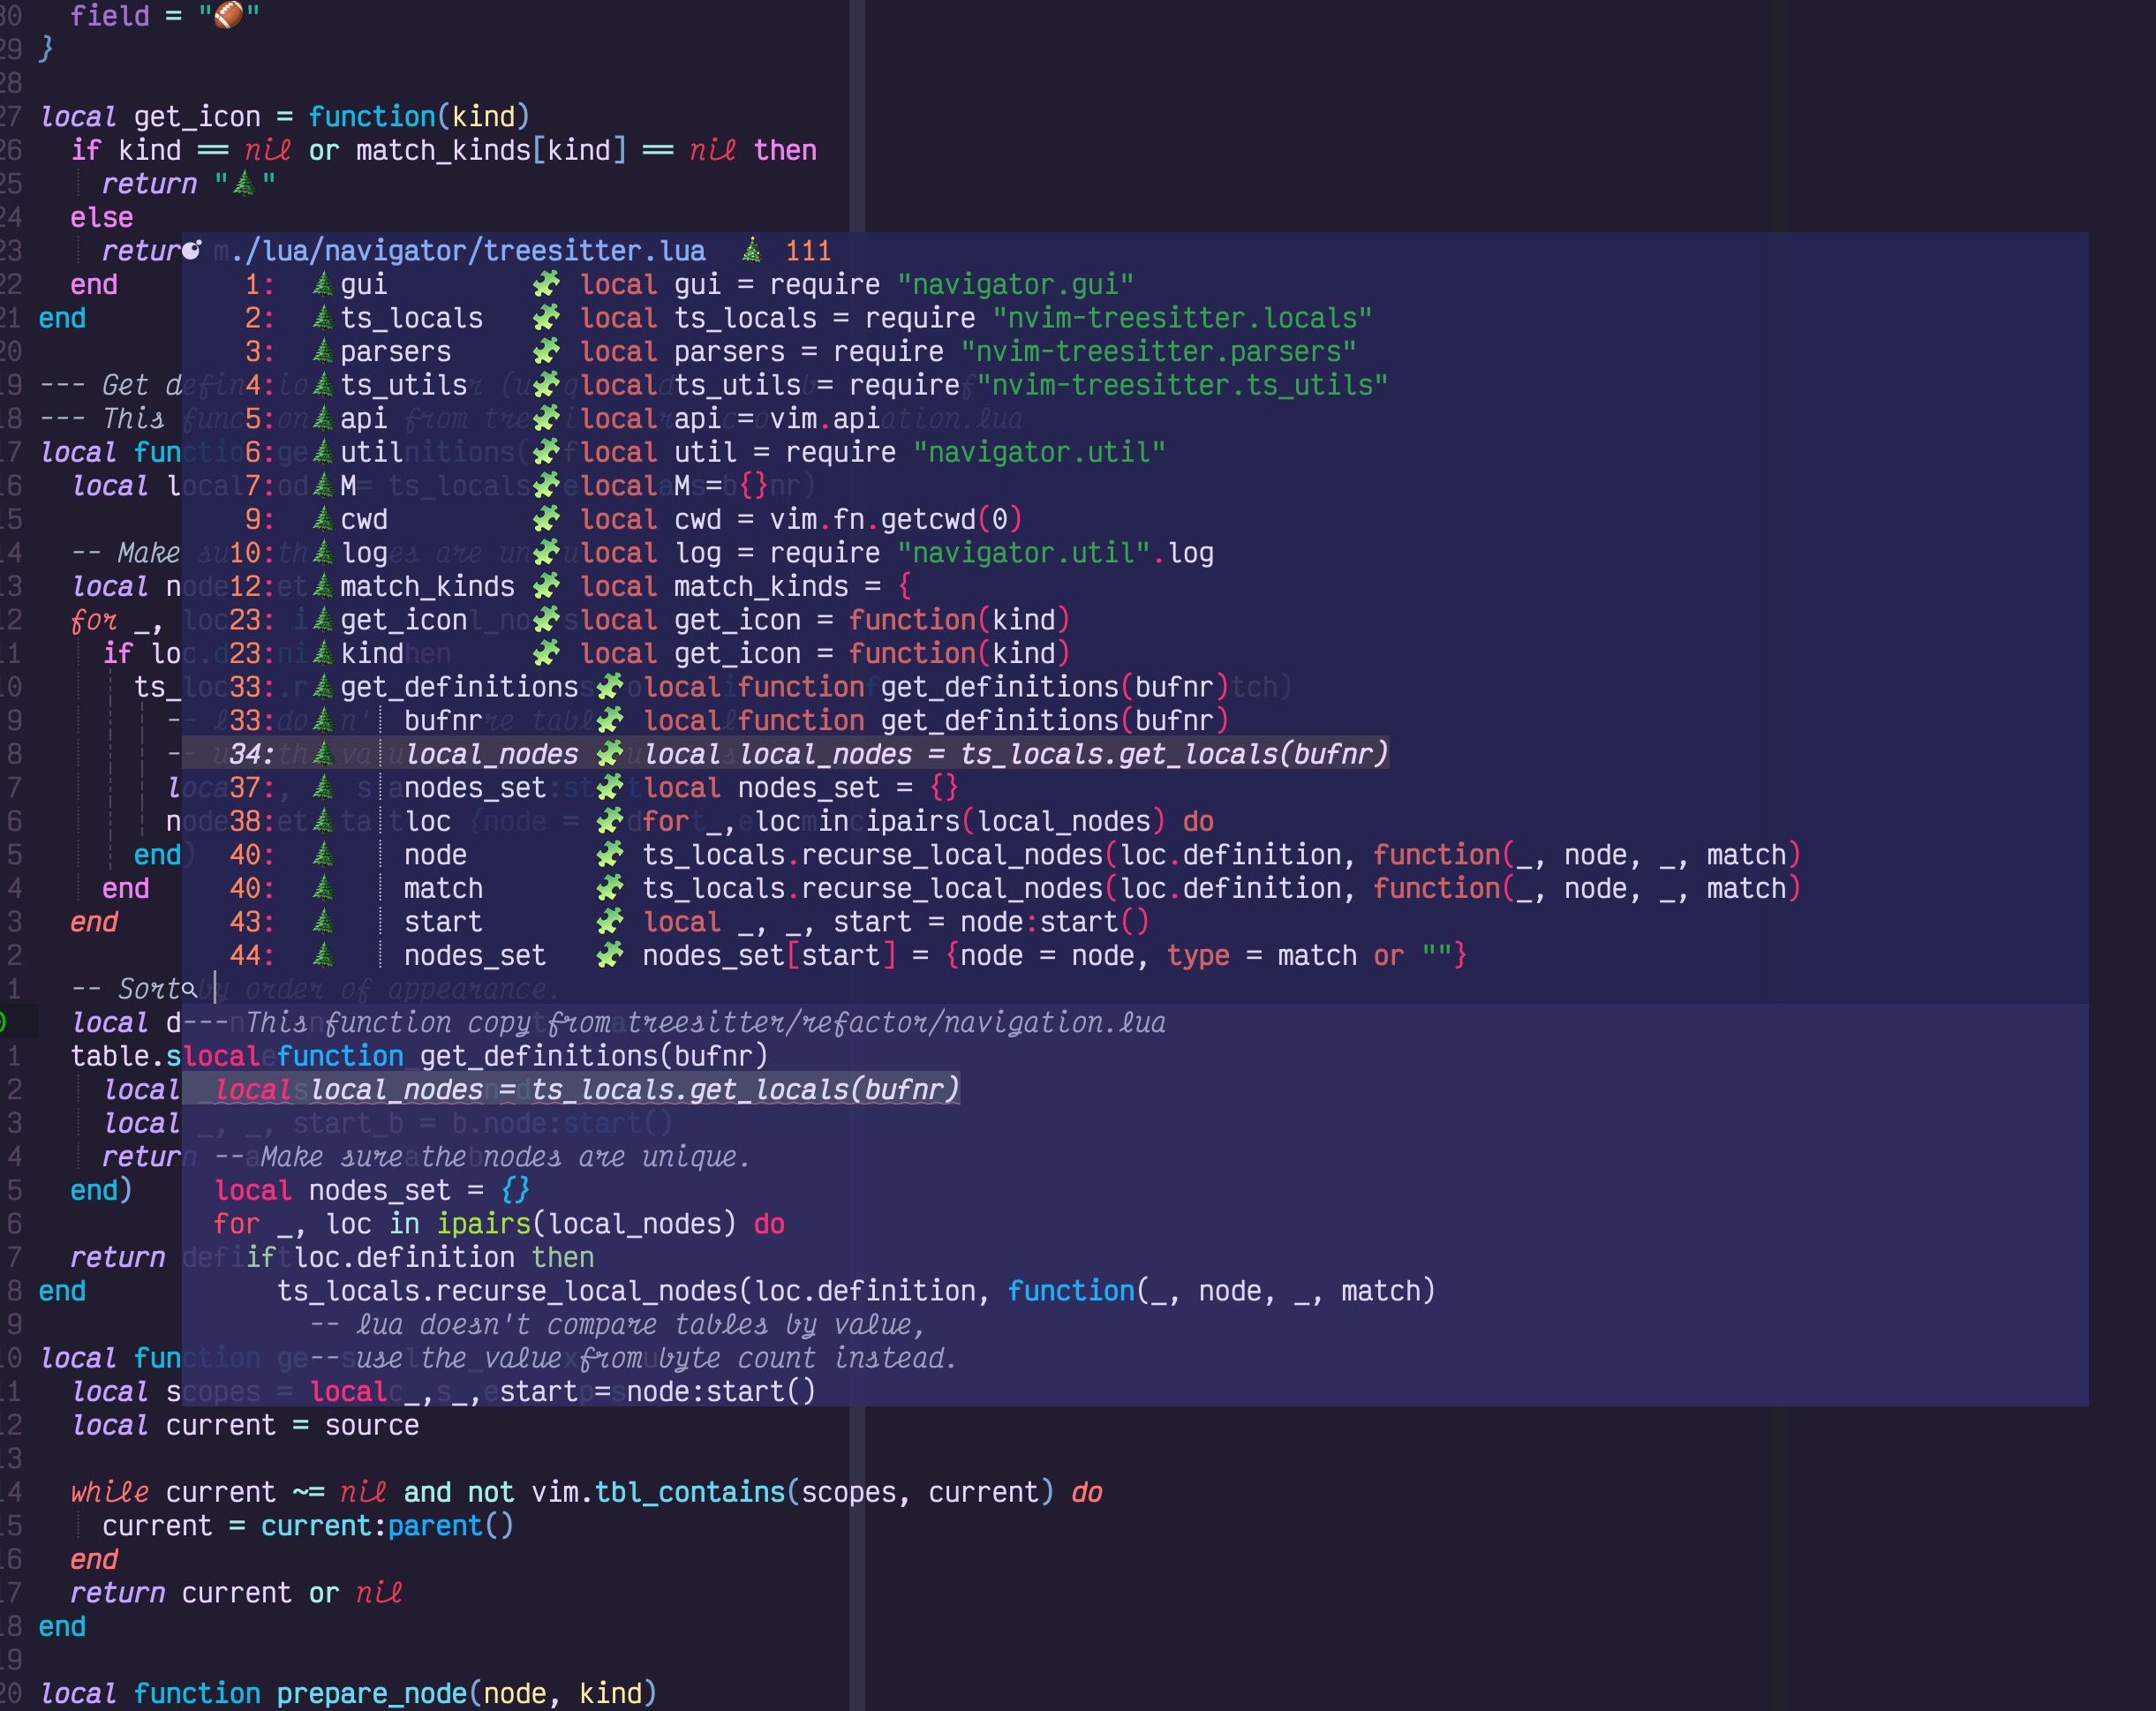 30 field = "🏈"
29 }
28
27 local get_icon = function(kind)
26 if kind == nil or match_kinds[kind] == nil then
25 return "🌲"
24 else
23 retur
22 end
21 end
20
19 --- Get d
18 --- This
17 local fun
16 local l
15
14 -- Make
13 local n
12 for _,
11 if lo
10 ts_
9 --
8 --
7 l
6 n
5 end
4 end
3 end
2
1 -- Sort
0 local d
1 table.s
2 local
3 local _, _, start_b = b.node:start()
4 return
5 end)
6
7 return
8 end
9
10 local fun
11 local s
12 local current = source
13
14 while current ~= nil and not vim.tbl_contains(scopes, current) do
15 current = current:parent()
16 end
17 return current or nil
18 end
19
20 local function prepare_node(node, kind)
./lua/navigator/treesitter.lua 🎄 111
1: 🌲gui 🧩 local gui = require "navigator.gui"
2: 🌲ts_locals 🧩 local ts_locals = require "nvim-treesitter.locals"
3: 🌲parsers 🧩 local parsers = require "nvim-treesitter.parsers"
4: 🌲ts_utils 🧩 local ts_utils = require "nvim-treesitter.ts_utils"
5: 🌲api 🧩 local api = vim.api
6: 🌲util 🧩 local util = require "navigator.util"
7: 🌲M 🧩 local M = {}
9: 🌲cwd 🧩 local cwd = vim.fn.getcwd(0)
10: 🌲log 🧩 local log = require "navigator.util".log
12: 🌲match_kinds 🧩 local match_kinds = {
23: 🌲get_icon 🧩 local get_icon = function(kind)
23: 🌲kind 🧩 local get_icon = function(kind)
33: 🌲get_definitions 🧩 local function get_definitions(bufnr)
33: 🌲 bufnr 🧩 local function get_definitions(bufnr)
34: 🌲 local_nodes 🧩 local local_nodes = ts_locals.get_locals(bufnr)
37: 🌲 nodes_set 🧩 local nodes_set = {}
38: 🌲 loc 🧩 for _, loc in ipairs(local_nodes) do
40: 🌲 node 🧩 ts_locals.recurse_local_nodes(loc.definition, function(_, node, _, match)
40: 🌲 match 🧩 ts_locals.recurse_local_nodes(loc.definition, function(_, node, _, match)
43: 🌲 start 🧩 local _, _, start = node:start()
44: 🌲 nodes_set 🧩 nodes_set[start] = {node = node, type = match or ""}
--- This function copy from treesitter/refactor/navigation.lua
local function get_definitions(bufnr)
local local_nodes = ts_locals.get_locals(bufnr)
-- Make sure the nodes are unique.
local nodes_set = {}
for _, loc in ipairs(local_nodes) do
if loc.definition then
ts_locals.recurse_local_nodes(loc.definition, function(_, node, _, match)
-- lua doesn't compare tables by value,
-- use the value from byte count instead.
local _, _, start = node:start()